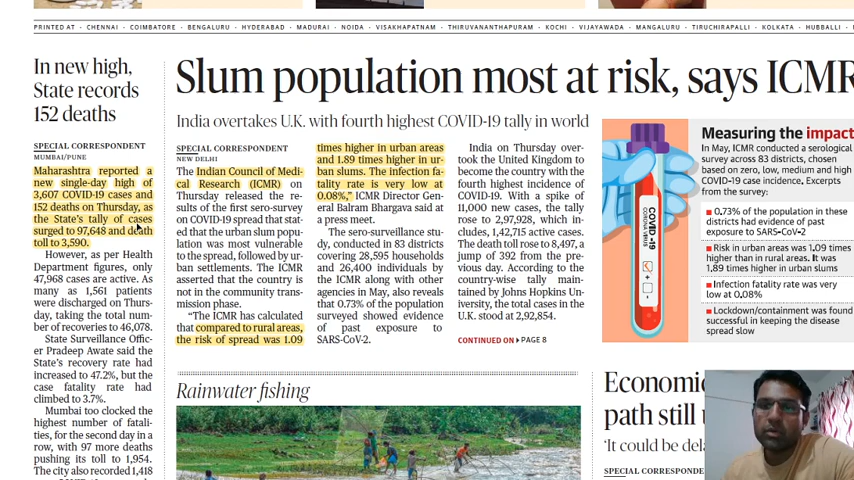 PRINTED AT • CHENNAI • COIMBATORE • BENGALURU • HYDERABAD • MADURAI • NOIDA • VISAKHAPATNAM • THIRUVANANTHAPURAM • KOCHI • VIJAYAWADA • MANGALURU • TIRUCHIRAPALLI • KOLKATA • HUBBALLI •
In new high,
State records
152 deaths
SPECIAL CORRESPONDENT
MUMBAI/PUNE
Maharashtra reported a
new single-day high of
3,607 COVID-19 cases and
152 deaths on Thursday, as
the State's tally of cases
surged to 97,648 and death
toll to 3,590.
However, as per Health
Department figures, only
47,968 cases are active. As
many as 1,561 patients
were discharged on Thurs-
day, taking the total num-
ber of recoveries to 46,078.
State Surveillance Offic-
er Pradeep Awate said the
State's recovery rate had
increased to 47.2%, but the
case fatality rate had
climbed to 3.7%.
Mumbai too clocked the
highest number of fatali-
ties, for the second day in a
row, with 97 more deaths
pushing its toll to 1,954.
The city also recorded 1,418
Slum population most at risk, says ICMR
India overtakes U.K. with fourth highest COVID-19 tally in world
SPECIAL CORRESPONDENT
NEW DELHI
The Indian Council of Medi-
cal Research (ICMR) on
Thursday released the re-
sults of the first sero-survey
on COVID-19 spread that stat-
ed that the urban slum popu-
lation was most vulnerable
to the spread, followed by ur-
ban settlements. The ICMR
asserted that the country is
not in the community trans-
mission phase.
"The ICMR has calculated
that compared to rural areas,
the risk of spread was 1.09
times higher in urban areas
and 1.89 times higher in ur-
ban slums. The infection fa-
tality rate is very low at
0.08%," ICMR Director Gen-
eral Balram Bhargava said at
a press meet.
The sero-surveillance stu-
dy, conducted in 83 districts
covering 28,595 households
and 26,400 individuals by
the ICMR along with other
agencies in May, also reveals
that 0.73% of the population
surveyed showed evidence
of past exposure to
SARS-CoV-2.
India on Thursday over-
took the United Kingdom to
become the country with the
fourth highest incidence of
COVID-19. With a spike of
11,000 new cases, the tally
rose to 2,97,928, which in-
cludes, 1,42,715 active cases.
The death toll rose to 8,497, a
jump of 392 from the pre-
vious day. According to the
country-wise tally main-
tained by Johns Hopkins Un-
iversity, the total cases in the
U.K. stood at 2,92,854.
CONTINUED ON ▶ PAGE 8
COVID -19
CORONA VIRUS
+
-
Measuring the impact
In May, ICMR conducted a serological
survey across 83 districts, chosen
based on zero, low, medium and high
COVID-19 case incidence. Excerpts
from the survey:
■ 0.73% of the population in these
districts had evidence of past
exposure to SARS-CoV-2
■ Risk in urban areas was 1.09 times
higher than in rural areas. It was
1.89 times higher in urban slums
■ Infection fatality rate was very
low at 0.08%
■ Lockdown/containment was found
successful in keeping the disease
spread slow
Rainwater fishing
Economic
path still
'It could be
SPECIAL CORRESPONDE